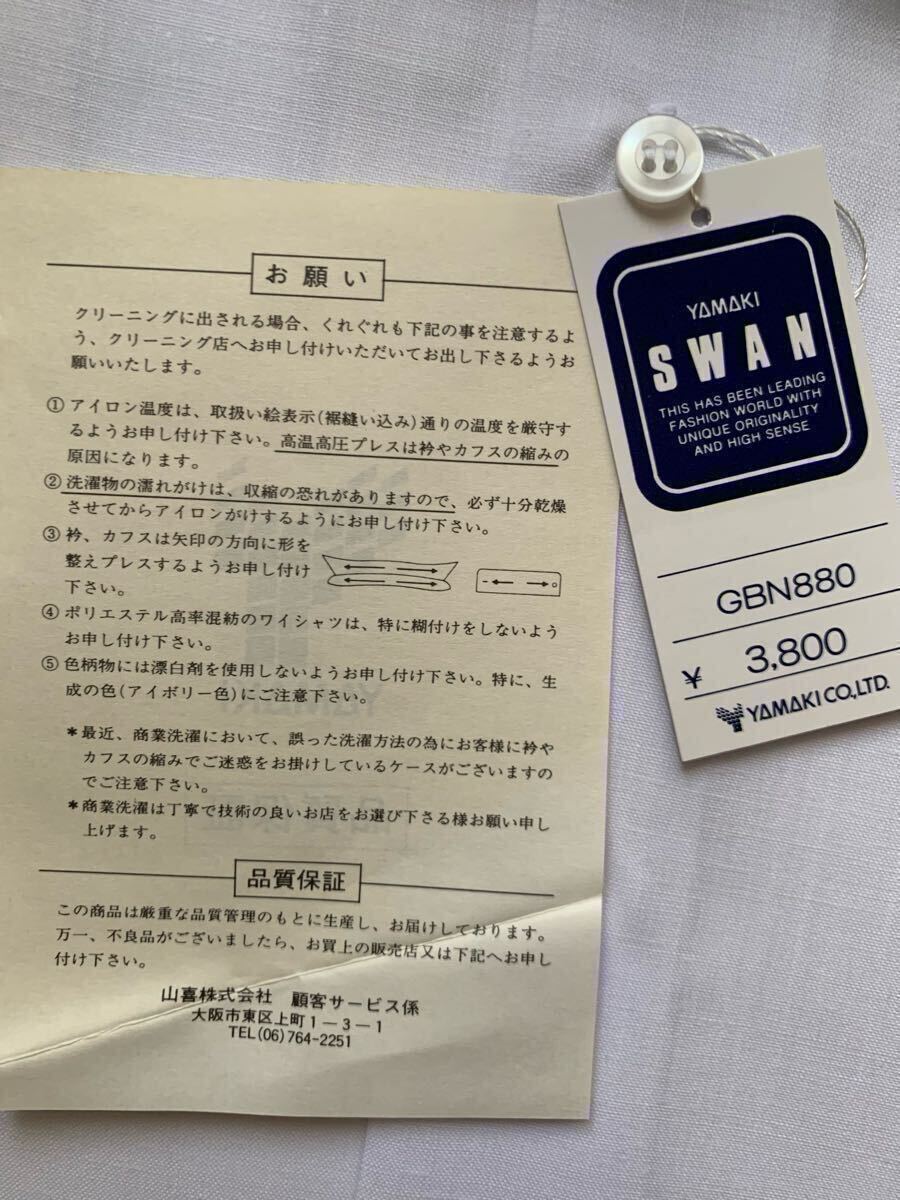 お願い
クリーニングに出される場合、くれぐれも下記の事を注意するよ
う、クリーニング店へお申し付けいただいてお出し下さるようお
願いいたします。
① アイロン温度は、取扱い絵表示(裾縫い込み)通りの温度を厳守す
るようお申し付け下さい。高温高圧プレスは衿やカフスの縮みの
原因になります。
② 洗濯物の濡れがけは、収縮の恐れがありますので、必ず十分乾燥
させてからアイロンがけするようにお申し付け下さい。
③ 衿、カフスは矢印の方向に形を
整えプレスするようお申し付け
下さい。
④ ポリエステル高率混紡のワイシャツは、特に糊付けをしないよう
お申し付け下さい。
⑤ 色柄物には漂白剤を使用しないようお申し付け下さい。特に、生
成の色(アイボリー色)にご注意下さい。
*最近、商業洗濯において、誤った洗濯方法の為にお客様に衿や
カフスの縮みでご迷惑をお掛けしているケースがございますの
でご注意下さい。
*商業洗濯は丁寧で技術の良いお店をお選び下さる様お願い申し
上げます。
品質保証
この商品は厳重な品質管理のもとに生産し、お届けしております。
万一、不良品がございましたら、お買上の販売店又は下記へお申し
付け下さい。
山喜株式会社 顧客サービス係
大阪市東区上町1-3-1
TEL(06)764-2251
YAMAKI
SWAN
THIS HAS BEEN LEADING
FASHION WORLD WITH
UNIQUE ORIGINALITY
AND HIGH SENSE
GBN880
¥ 3,800
YAMAKI CO.,LTD.